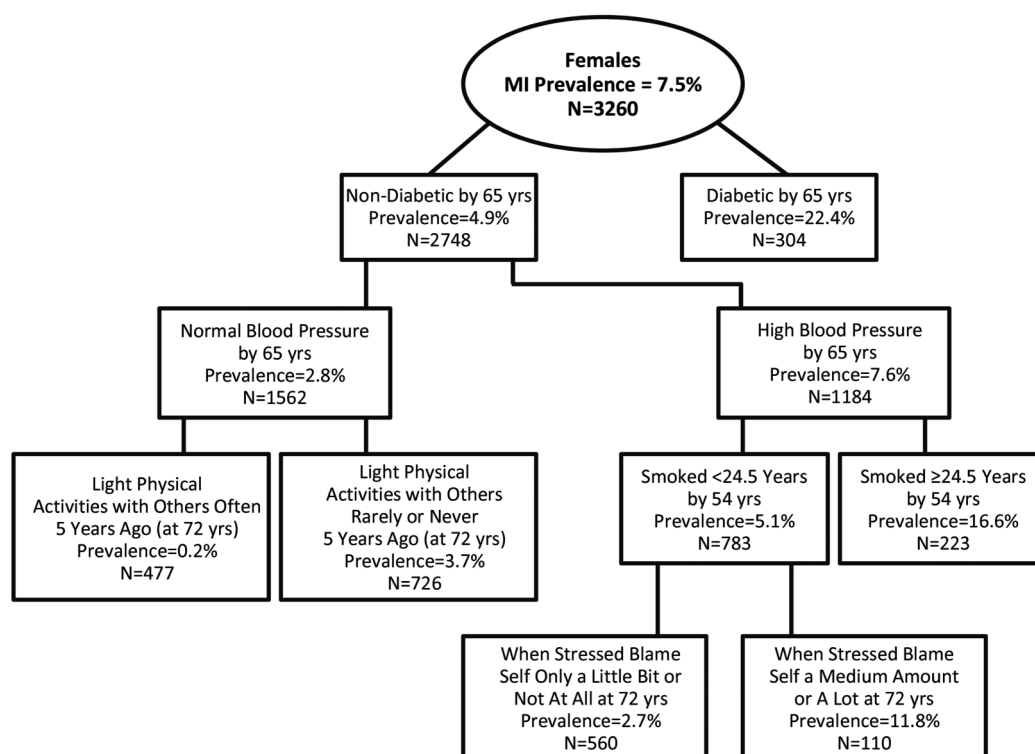 Females
MI Prevalence = 7.5%
N=3260
Non-Diabetic by 65 yrs
Prevalence=4.9%
N=2748
Diabetic by 65 yrs
Prevalence=22.4%
N=304
Normal Blood Pressure
by 65 yrs
Prevalence=2.8%
N=1562
High Blood Pressure
by 65 yrs
Prevalence=7.6%
N=1184
Light Physical
Activities with Others Often
5 Years Ago (at 72 yrs)
Prevalence=0.2%
N=477
Light Physical
Activities with Others
Rarely or Never
5 Years Ago (at 72 yrs)
Prevalence=3.7%
N=726
Smoked <24.5 Years
by 54 yrs
Prevalence=5.1%
N=783
Smoked ≥24.5 Years
by 54 yrs
Prevalence=16.6%
N=223
When Stressed Blame
Self Only a Little Bit or
Not At All at 72 yrs
Prevalence=2.7%
N=560
When Stressed Blame
Self a Medium Amount
or A Lot at 72 yrs
Prevalence=11.8%
N=110